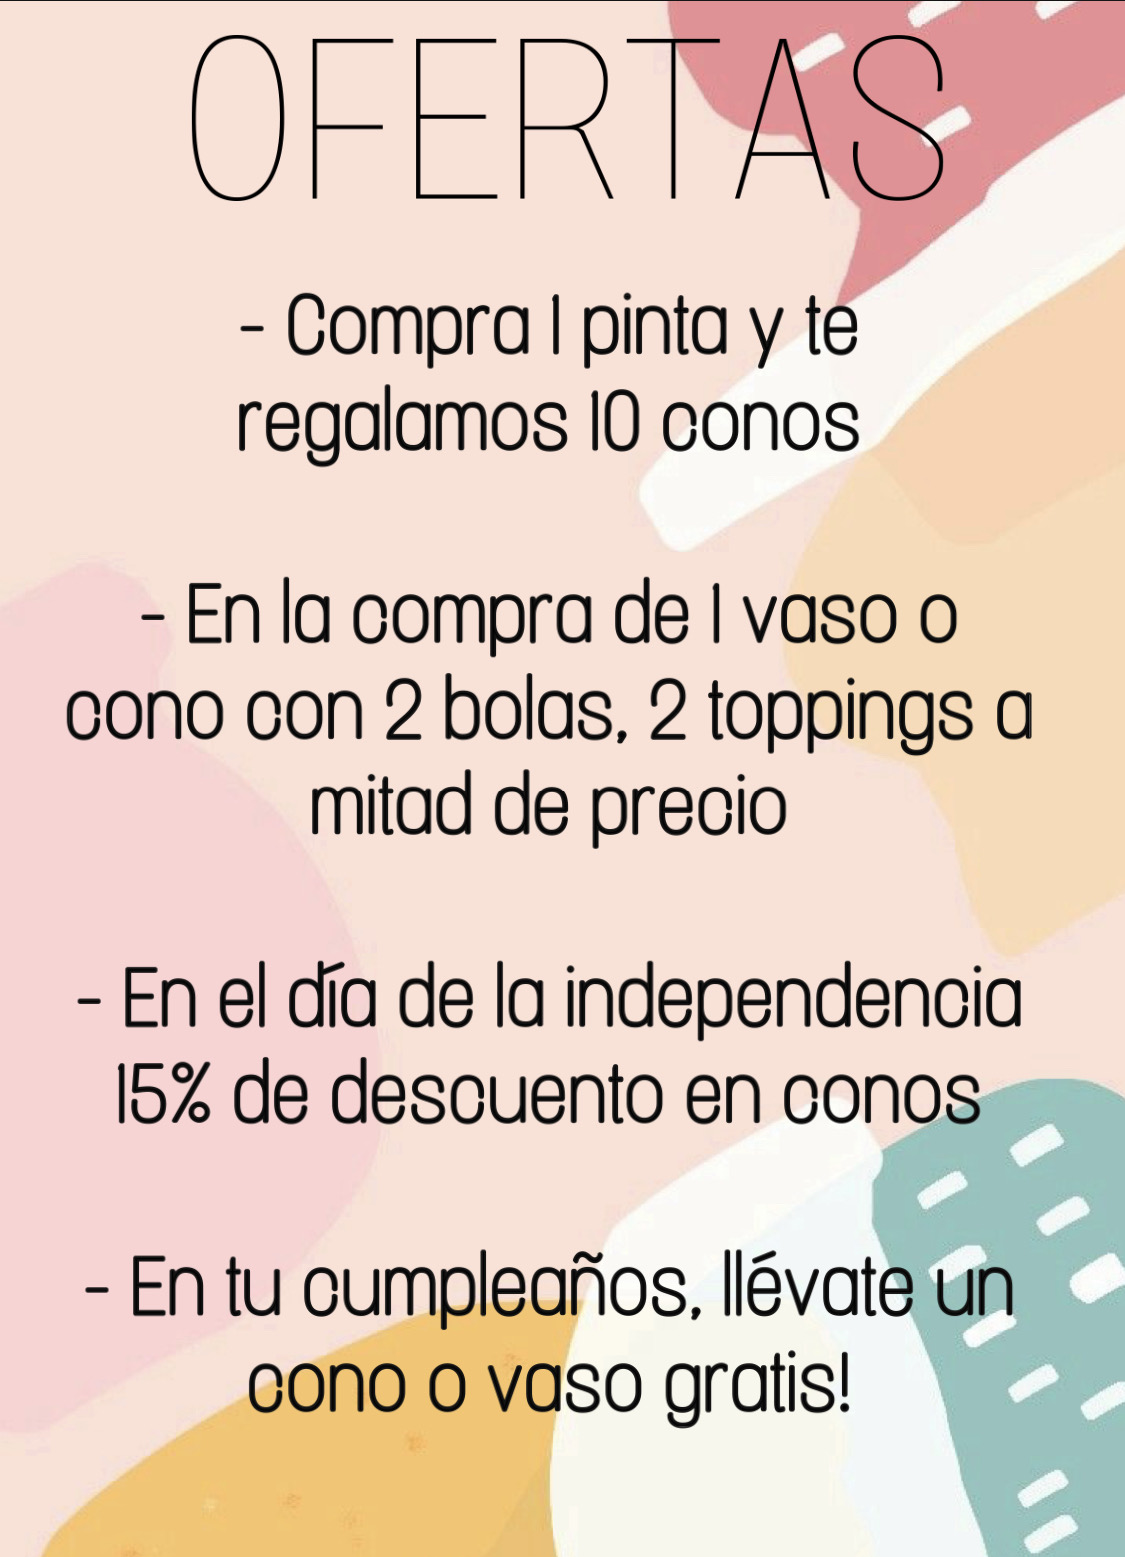 OFERTAS
- Compra 1 pinta y te
regalamos 10 conos
- En la compra de 1 vaso o
cono con 2 bolas, 2 toppings a
mitad de precio
- En el día de la independencia
15% de descuento en conos
- En tu cumpleaños, llévate un
cono o vaso gratis!